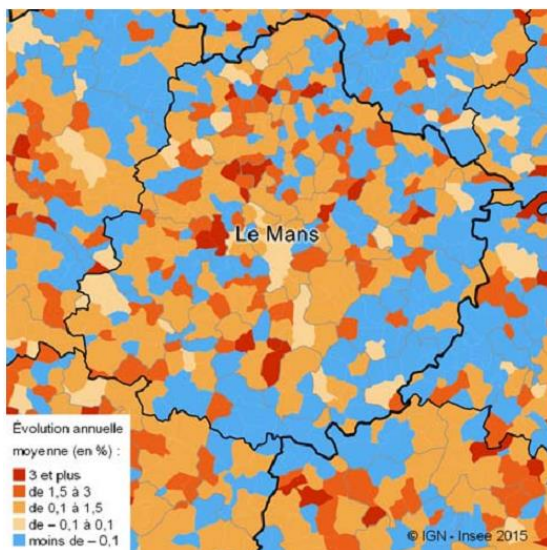 Le Mans
Évolution annuelle
moyenne (en %) :
3 et plus
de 1,5 à 3
de 0,1 à 1,5
de – 0,1 à 0,1
moins de – 0,1
© IGN - Insee 2015